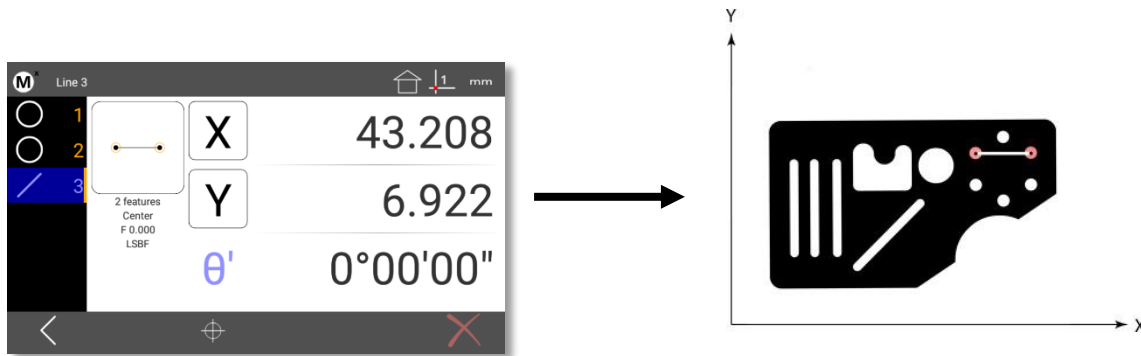 Mx Line 3 1 mm
1
2
3
2 features
Center
F 0.000
LSBF
X 43.208
Y 6.922
θ' 0°00'00"
Y
X